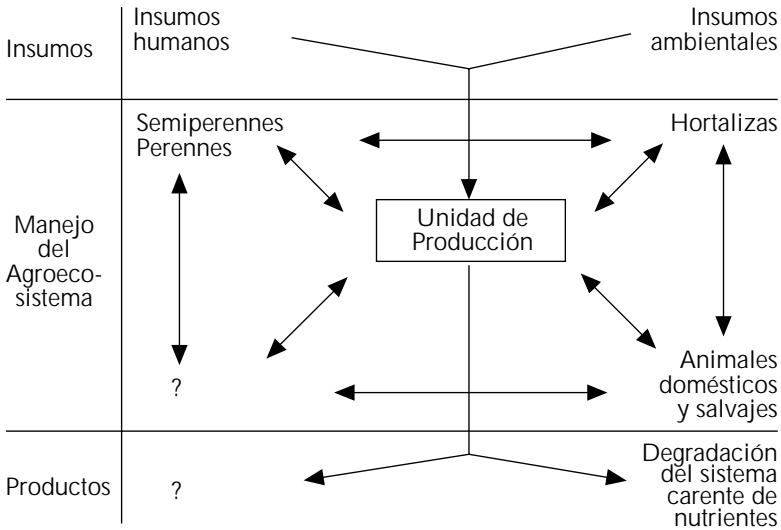 Insumos
Insumos
humanos
Insumos
ambientales
Manejo
del
Agroeco-
sistema
Semiperennes
Perennes
Hortalizas
Unidad de
Producción
?
Animales
domésticos
y salvajes
Productos
?
Degradación
del sistema
carente de
nutrientes